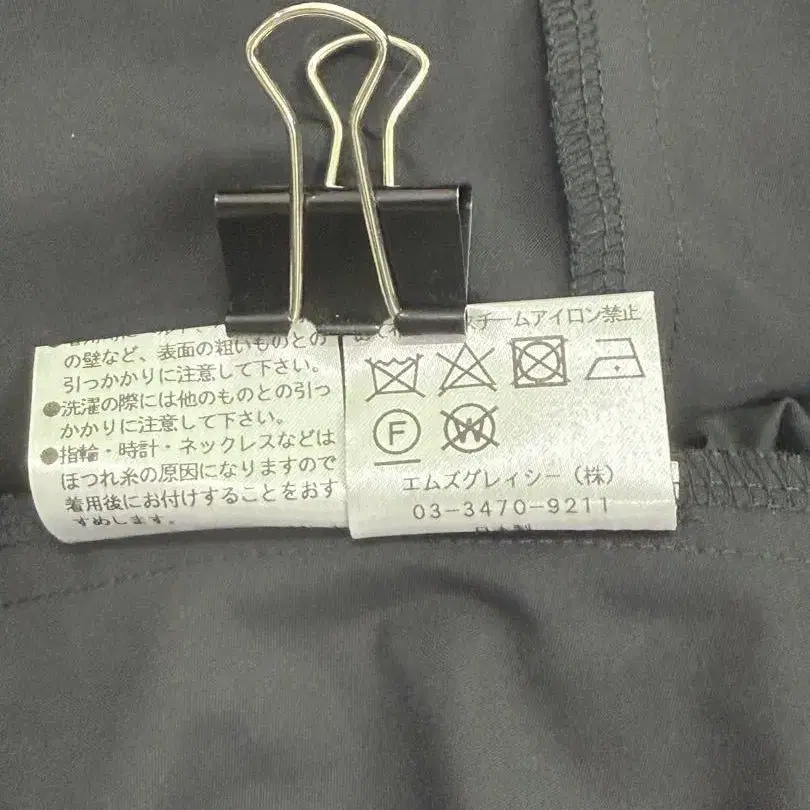 の壁など、表面の粗いものとの
引っかかりに注意して下さい。
●洗濯の際には他のものとの引っ
かかりに注意して下さい。
●指輪・時計・ネックレスなどは
ほつれ糸の原因になりますので
着用後にお付けすることをおす
すめします。
スチームアイロン禁止
F
W
エムズグレイシー(株)
03-3470-9211
日本製